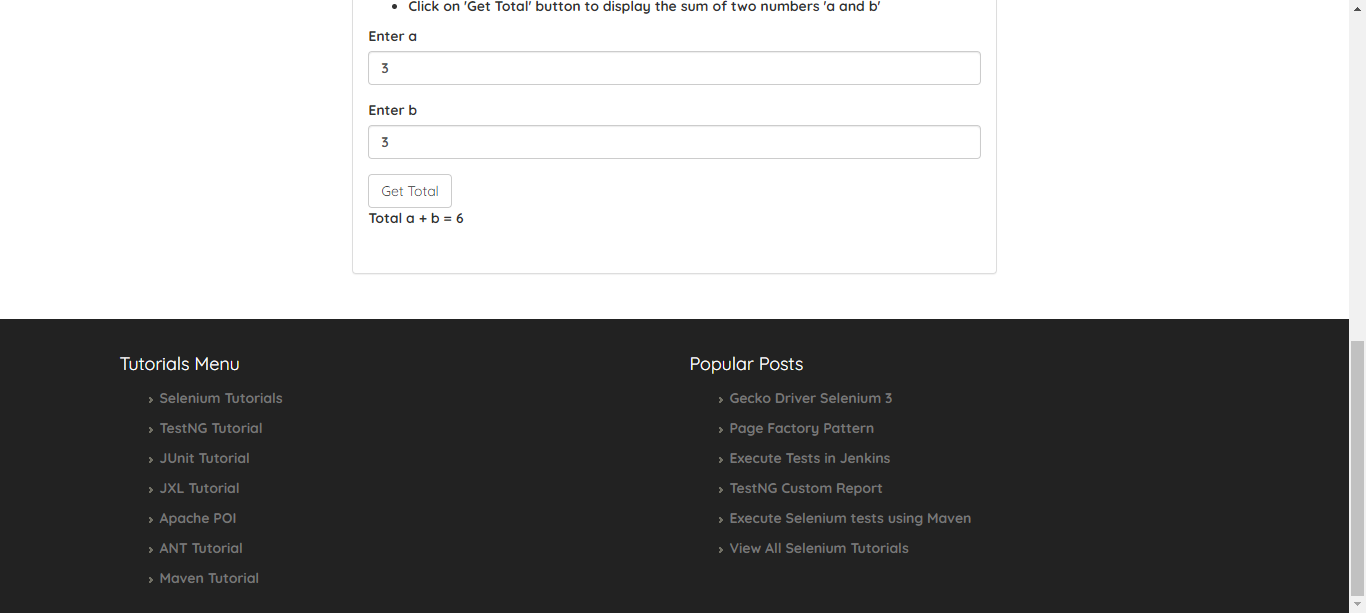 Click on 'Get Total' button to display the sum of two numbers 'a and b'
Enter a
3
Enter b
3
Get Total
Total a + b = 6
Tutorials Menu
Selenium Tutorials
TestNG Tutorial
JUnit Tutorial
JXL Tutorial
Apache POI
ANT Tutorial
Maven Tutorial
Popular Posts
Gecko Driver Selenium 3
Page Factory Pattern
Execute Tests in Jenkins
TestNG Custom Report
Execute Selenium tests using Maven
View All Selenium Tutorials